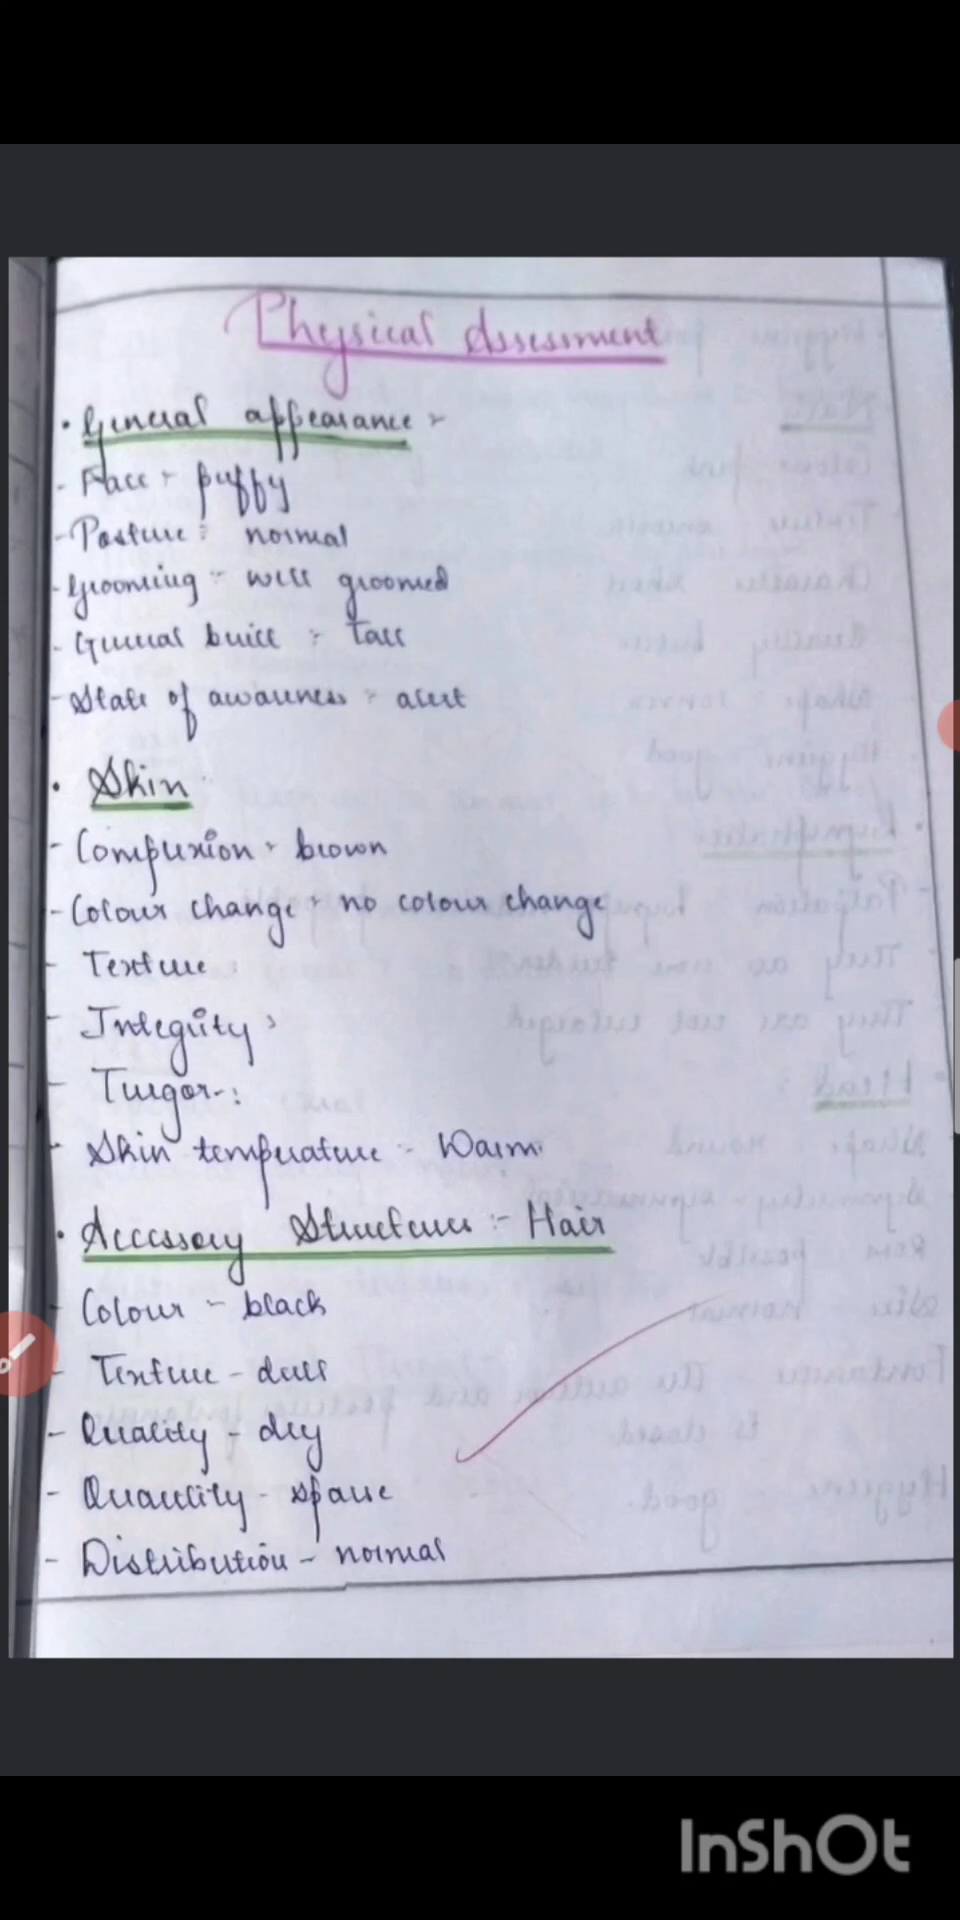 Physical Assessment
• General appearance :-
- Face :- puffy
- Posture :- normal
- Grooming :- well groomed
- General built :- Tall
- State of awareness :- alert
• Skin
- Complexion :- brown
- Colour change :- no colour change
- Texture :
- Integrity :
- Turgor -:
- Skin temperature :- Warm
• Accessory Structures :- Hair
- Colour - black
- Texture - dull
- Quality - dry
- Quantity - sparse
- Distribution - normal
InShOt